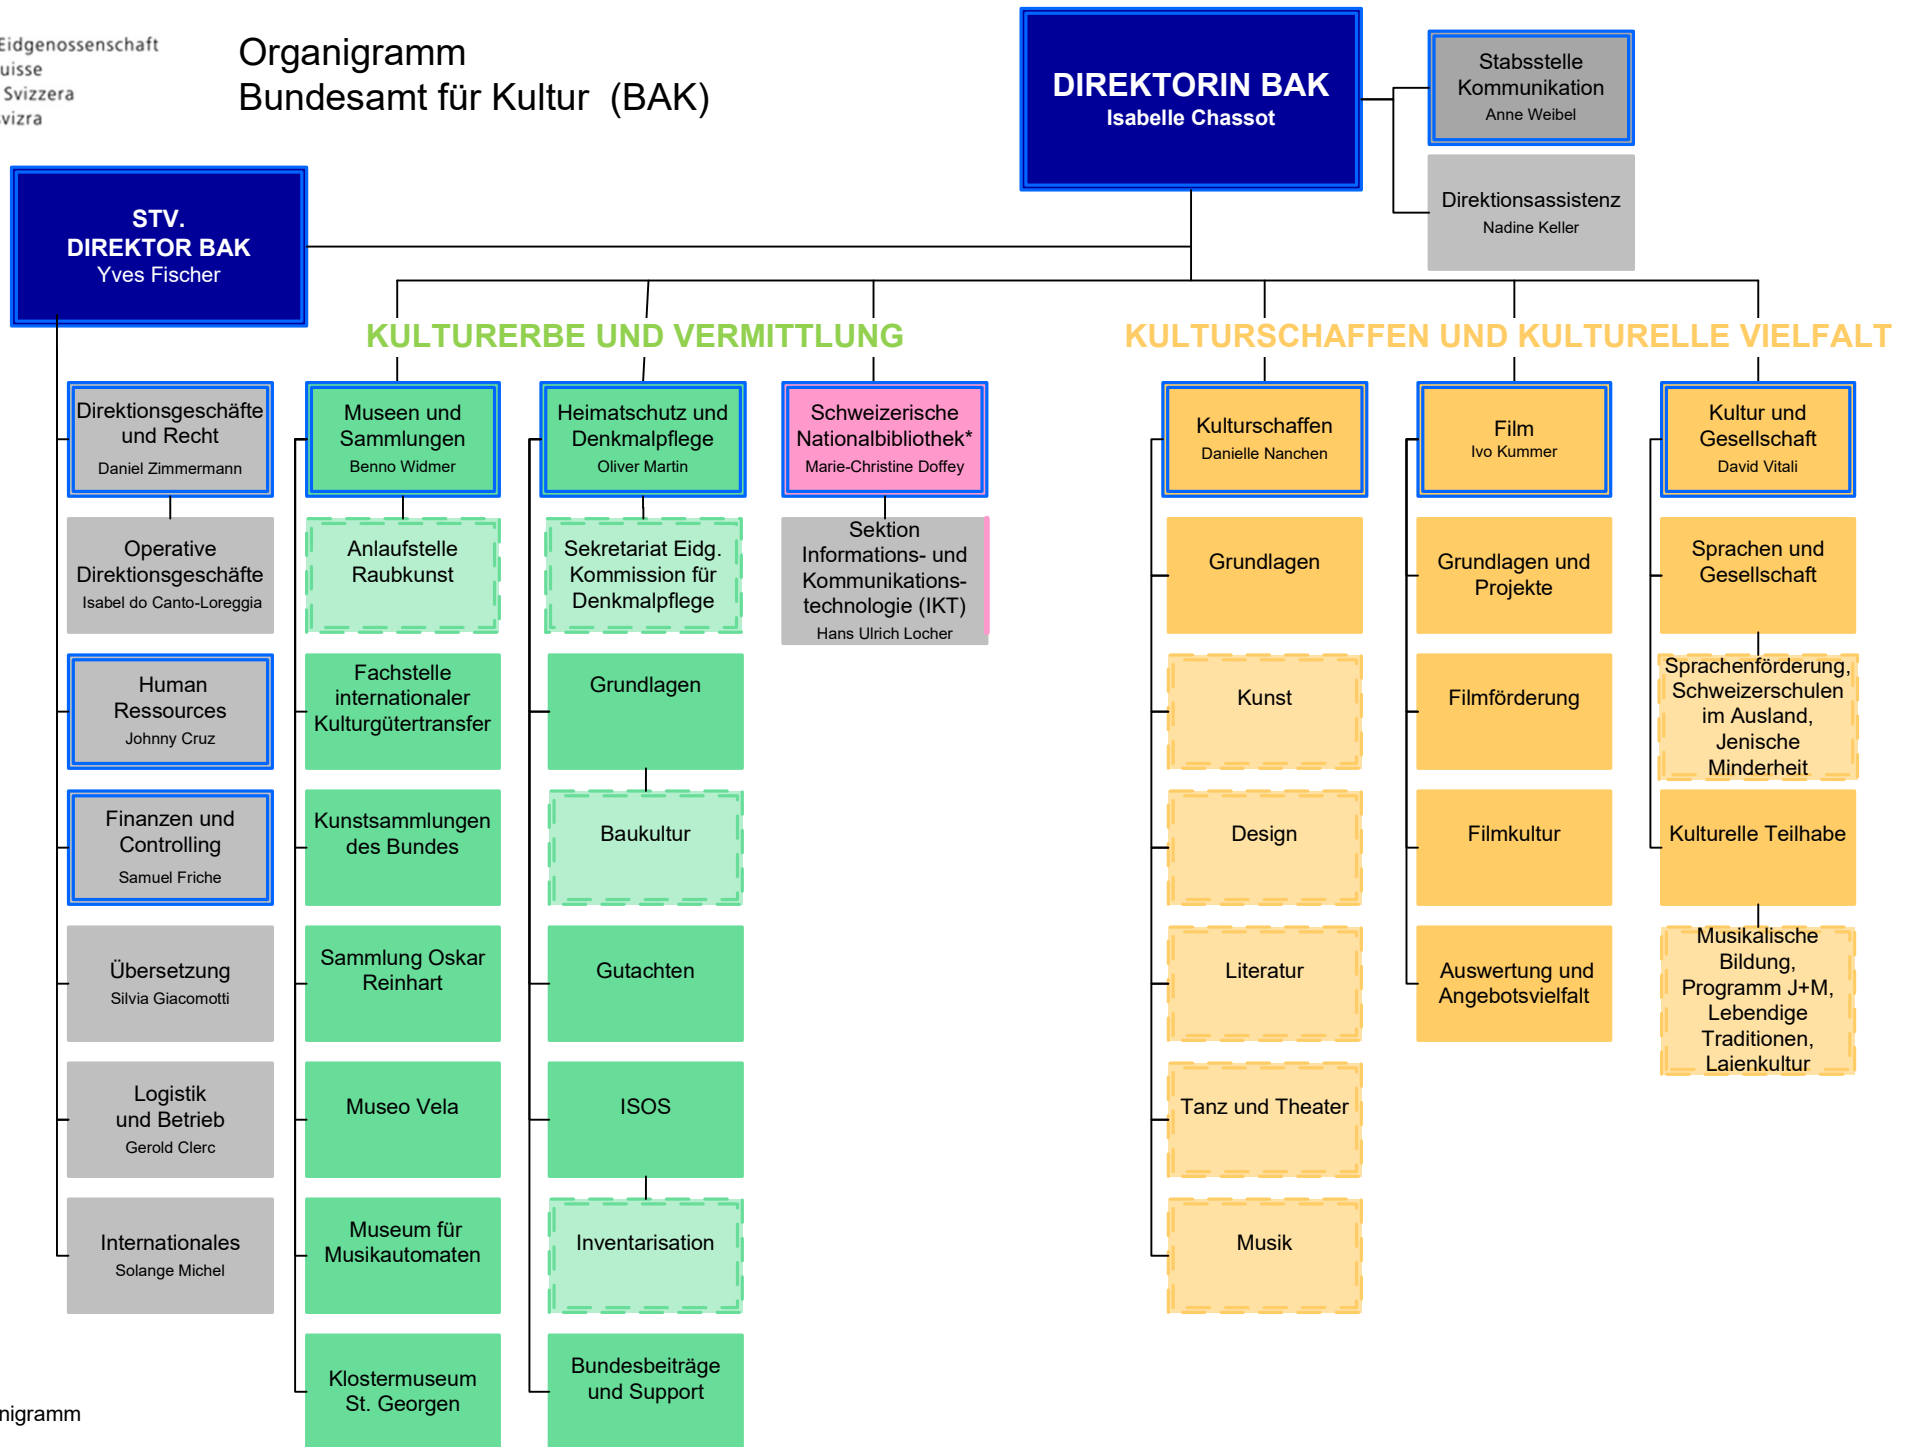 Eidgenossenschaft
uisse
Svizzera
vizra
Organigramm
Bundesamt für Kultur (BAK)
DIREKTORIN BAK
Isabelle Chassot
Stabsstelle
Kommunikation
Anne Weibel
Direktionsassistenz
Nadine Keller
STV.
DIREKTOR BAK
Yves Fischer
KULTURERBE UND VERMITTLUNG
KULTURSCHAFFEN UND KULTURELLE VIELFALT
Direktionsgeschäfte
und Recht
Daniel Zimmermann
Operative
Direktionsgeschäfte
Isabel do Canto-Loreggia
Human
Ressources
Johnny Cruz
Finanzen und
Controlling
Samuel Friche
Übersetzung
Silvia Giacomotti
Logistik
und Betrieb
Gerold Clerc
Internationales
Solange Michel
Museen und
Sammlungen
Benno Widmer
Anlaufstelle
Raubkunst
Fachstelle
internationaler
Kulturgütertransfer
Kunstsammlungen
des Bundes
Sammlung Oskar
Reinhart
Museo Vela
Museum für
Musikautomaten
Klostermuseum
St. Georgen
Heimatschutz und
Denkmalpflege
Oliver Martin
Sekretariat Eidg.
Kommission für
Denkmalpflege
Grundlagen
Baukultur
Gutachten
ISOS
Inventarisation
Bundesbeiträge
und Support
Schweizerische
Nationalbibliothek*
Marie-Christine Doffey
Sektion
Informations- und
Kommunikations-
technologie (IKT)
Hans Ulrich Locher
Kulturschaffen
Danielle Nanchen
Grundlagen
Kunst
Design
Literatur
Tanz und Theater
Musik
Film
Ivo Kummer
Grundlagen und
Projekte
Filmförderung
Filmkultur
Auswertung und
Angebotsvielfalt
Kultur und
Gesellschaft
David Vitali
Sprachen und
Gesellschaft
Sprachenförderung,
Schweizerschulen
im Ausland,
Jenische
Minderheit
Kulturelle Teilhabe
Musikalische
Bildung,
Programm J+M,
Lebendige
Traditionen,
Laienkultur
nigramm